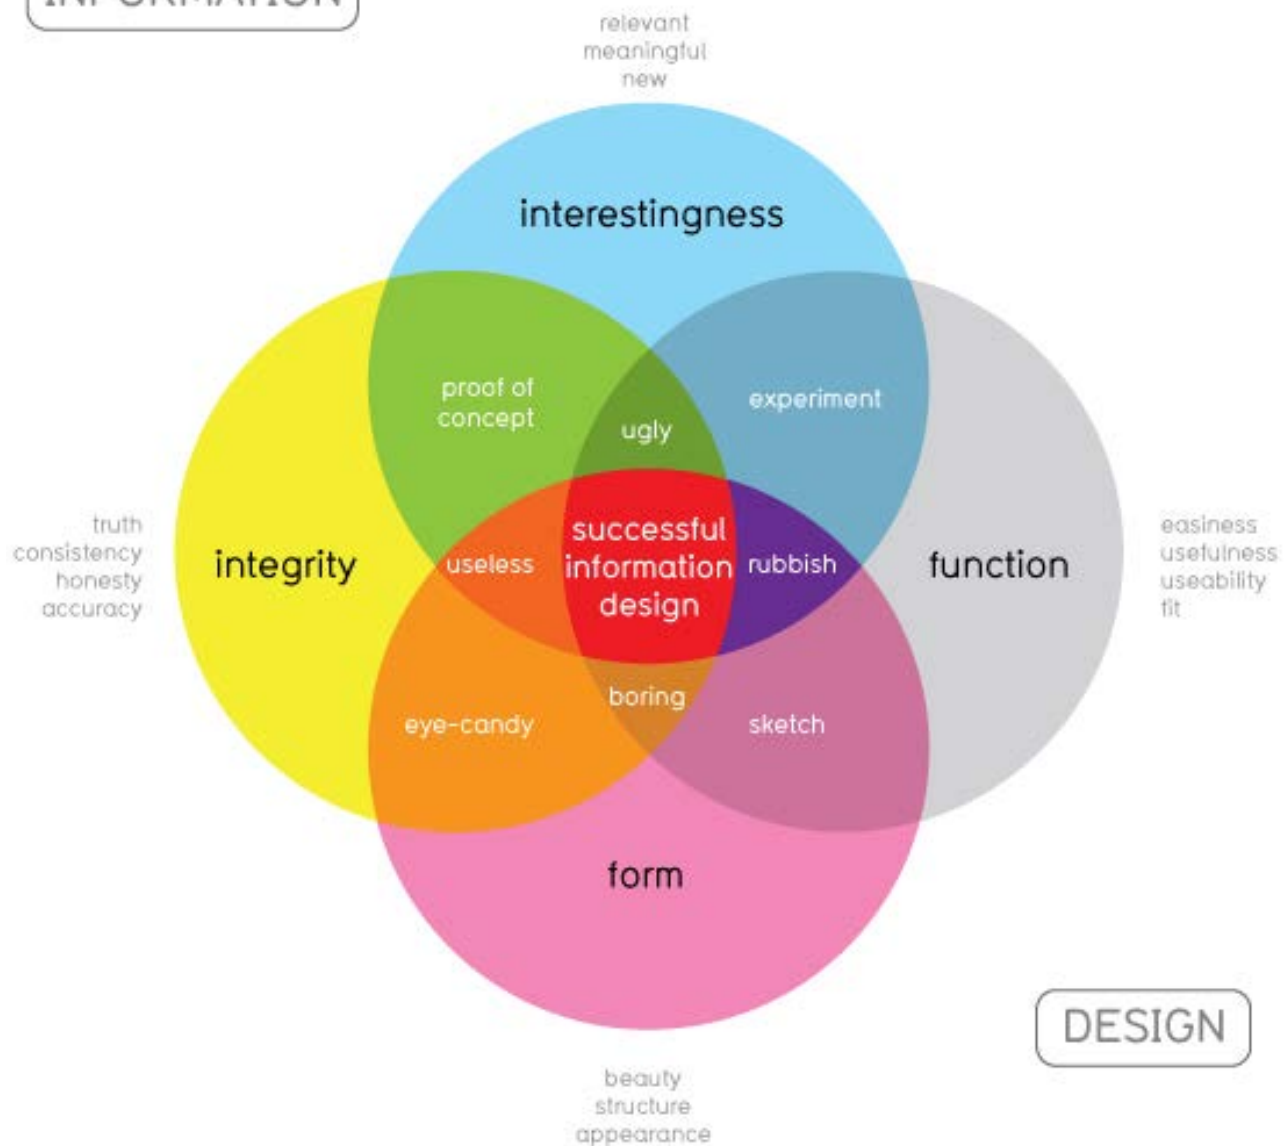 INFORMATION
relevant
meaningful
new
interestingness
proof of
concept
experiment
ugly
truth
consistency
honesty
accuracy
integrity
useless
successful
information
design
rubbish
function
easiness
usefulness
useability
fit
boring
eye-candy
sketch
form
DESIGN
beauty
structure
appearance